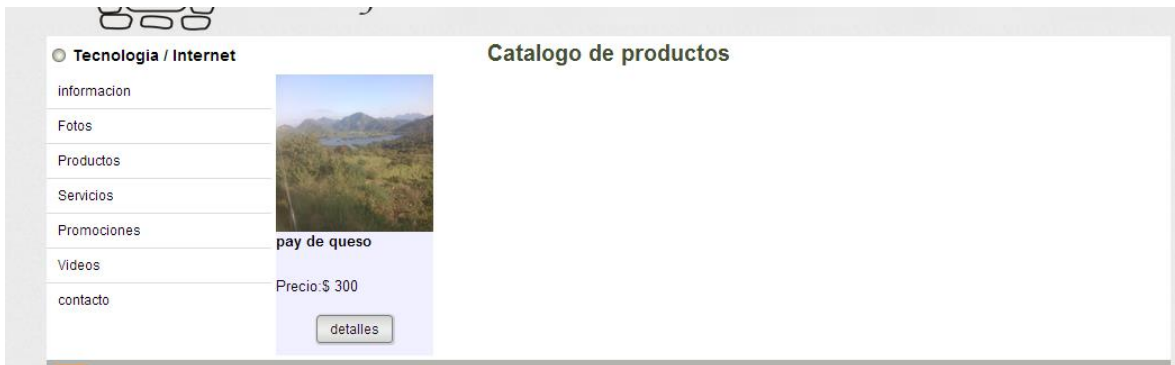 Tecnologia / Internet
informacion
Fotos
Productos
Servicios
Promociones
Videos
contacto
Catalogo de productos
pay de queso
Precio:$ 300
detalles